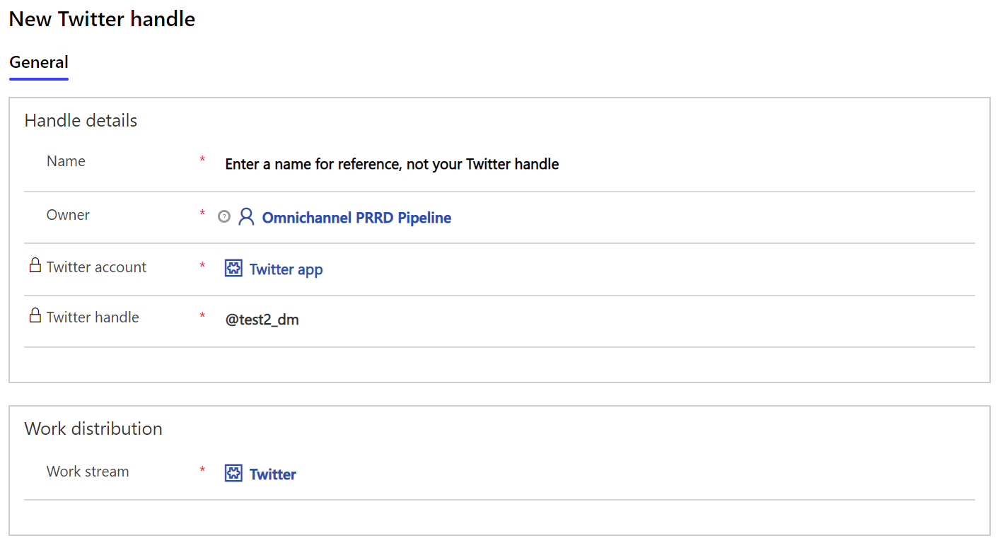 New Twitter handle
General
Handle details
Name * Enter a name for reference, not your Twitter handle
Owner * ? Omnichannel PRRD Pipeline
Twitter account * Twitter app
Twitter handle * @test2_dm
Work distribution
Work stream * Twitter